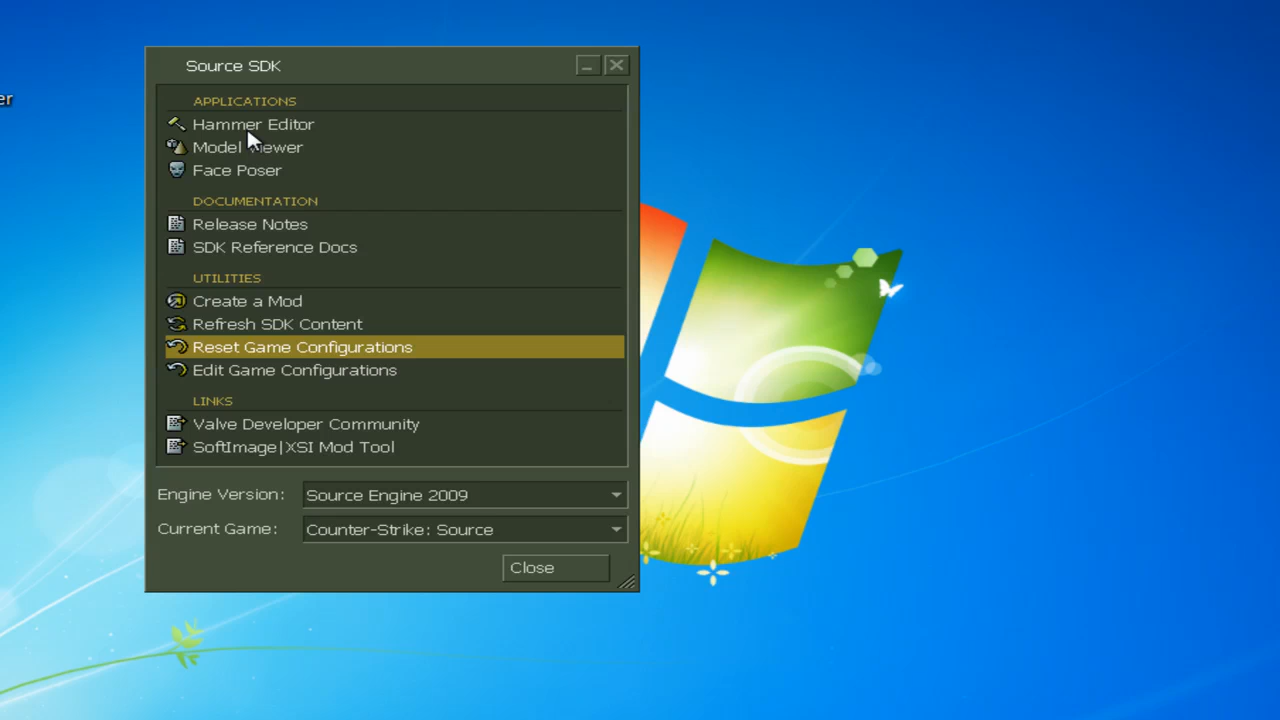 er
Source SDK
APPLICATIONS
Hammer Editor
Model Viewer
Face Poser
DOCUMENTATION
Release Notes
SDK Reference Docs
UTILITIES
Create a Mod
Refresh SDK Content
Reset Game Configurations
Edit Game Configurations
LINKS
Valve Developer Community
SoftImage|XSI Mod Tool
Engine Version: Source Engine 2009
Current Game: Counter-Strike: Source
Close